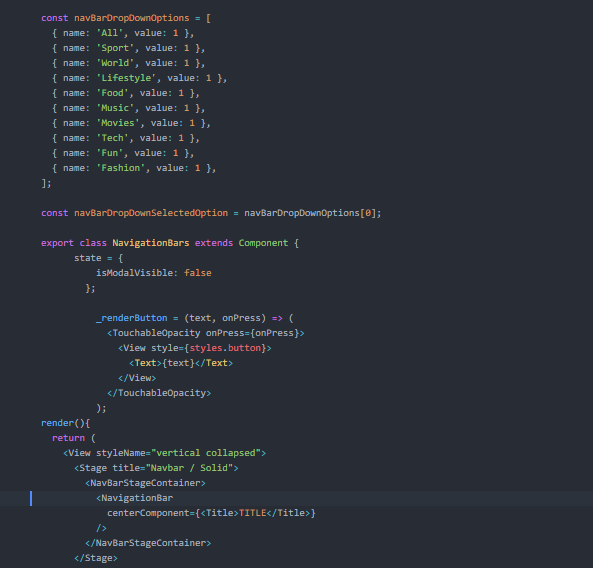 const navBarDropDownOptions = [
  { name: 'All', value: 1 },
  { name: 'Sport', value: 1 },
  { name: 'World', value: 1 },
  { name: 'Lifestyle', value: 1 },
  { name: 'Food', value: 1 },
  { name: 'Music', value: 1 },
  { name: 'Movies', value: 1 },
  { name: 'Tech', value: 1 },
  { name: 'Fun', value: 1 },
  { name: 'Fashion', value: 1 },
];

const navBarDropDownSelectedOption = navBarDropDownOptions[0];

export class NavigationBars extends Component {
      state = {
          isModalVisible: false
        };

          _renderButton = (text, onPress) => (
            <TouchableOpacity onPress={onPress}>
              <View style={styles.button}>
                <Text>{text}</Text>
              </View>
            </TouchableOpacity>
          );
render(){
  return (
    <View styleName="vertical collapsed">
      <Stage title="Navbar / Solid">
        <NavBarStageContainer>
          <NavigationBar
            centerComponent={<Title>TITLE</Title>}
          />
        </NavBarStageContainer>
      </Stage>